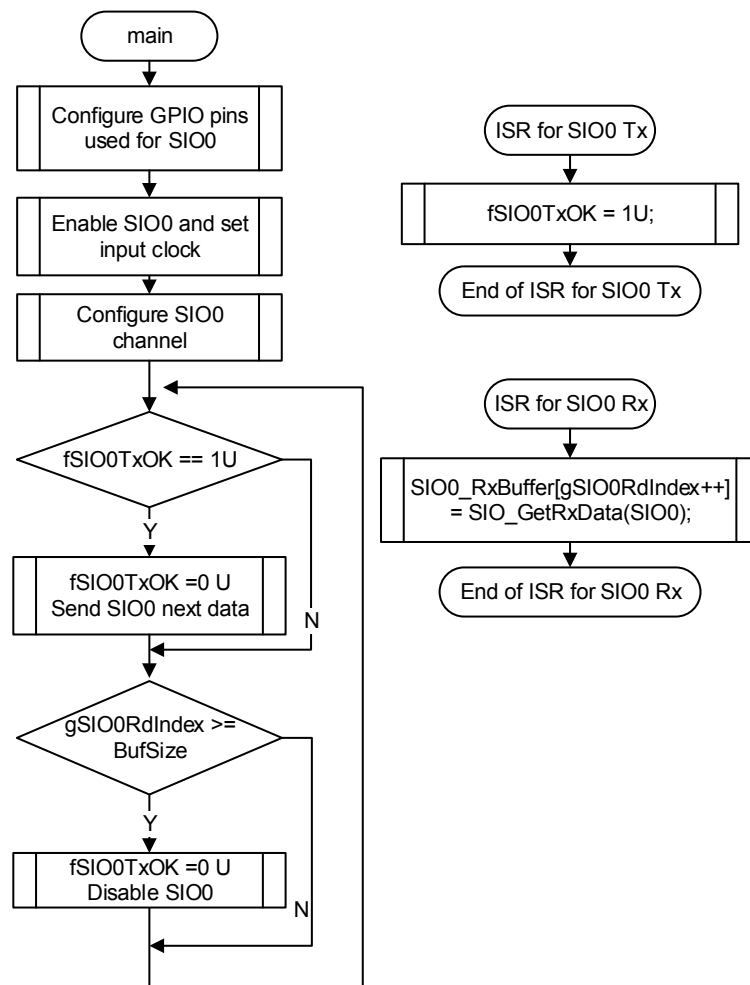 main
Configure GPIO pins
used for SIO0
Enable SIO0 and set
input clock
Configure SIO0
channel
fSIO0TxOK == 1U
Y
fSIO0TxOK =0 U
Send SIO0 next data
N
gSIO0RdIndex >=
BufSize
Y
fSIO0TxOK =0 U
Disable SIO0
N
ISR for SIO0 Tx
fSIO0TxOK = 1U;
End of ISR for SIO0 Tx
ISR for SIO0 Rx
SIO0_RxBuffer[gSIO0RdIndex++]
= SIO_GetRxData(SIO0);
End of ISR for SIO0 Rx